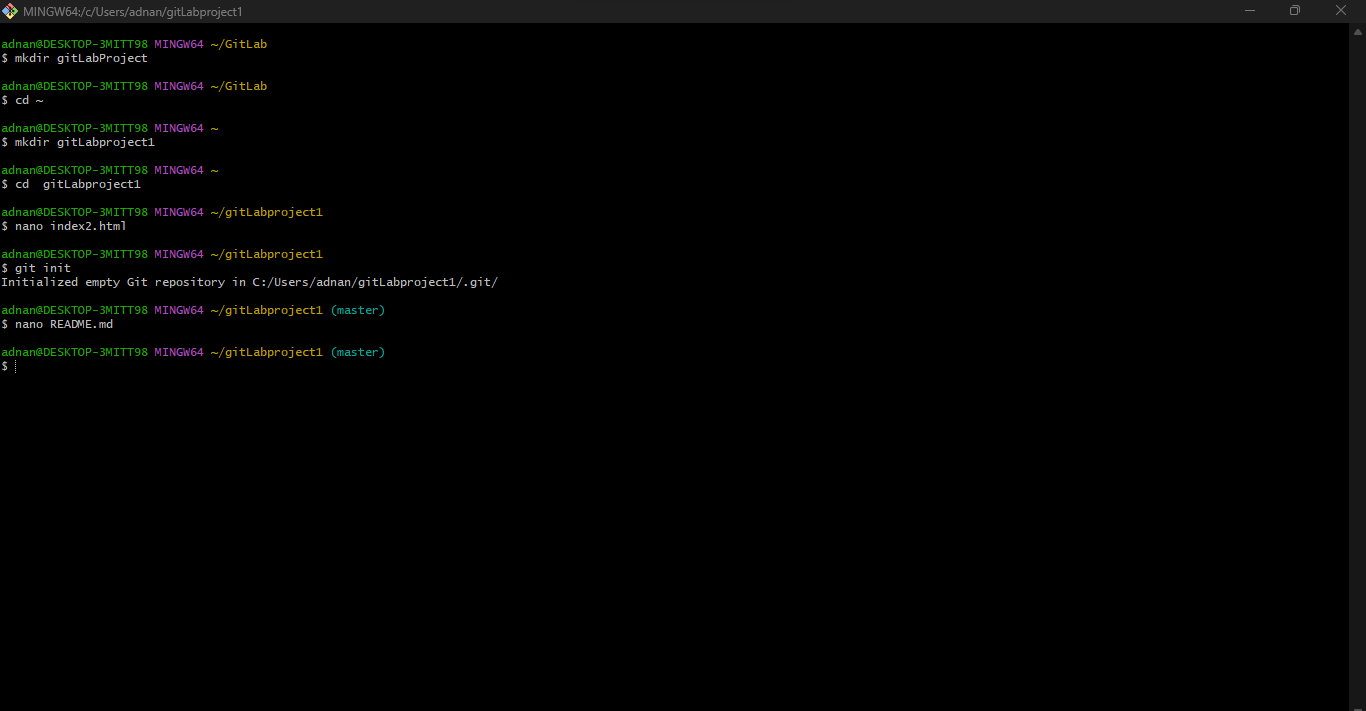 MINGW64:/c/Users/adnan/gitLabproject1
adnan@DESKTOP-3MITT98 MINGW64 ~/GitLab
$ mkdir gitLabProject
adnan@DESKTOP-3MITT98 MINGW64 ~/GitLab
$ cd ~
adnan@DESKTOP-3MITT98 MINGW64 ~
$ mkdir gitLabproject1
adnan@DESKTOP-3MITT98 MINGW64 ~
$ cd  gitLabproject1
adnan@DESKTOP-3MITT98 MINGW64 ~/gitLabproject1
$ nano index2.html
adnan@DESKTOP-3MITT98 MINGW64 ~/gitLabproject1
$ git init
Initialized empty Git repository in C:/Users/adnan/gitLabproject1/.git/
adnan@DESKTOP-3MITT98 MINGW64 ~/gitLabproject1 (master)
$ nano README.md
adnan@DESKTOP-3MITT98 MINGW64 ~/gitLabproject1 (master)
$